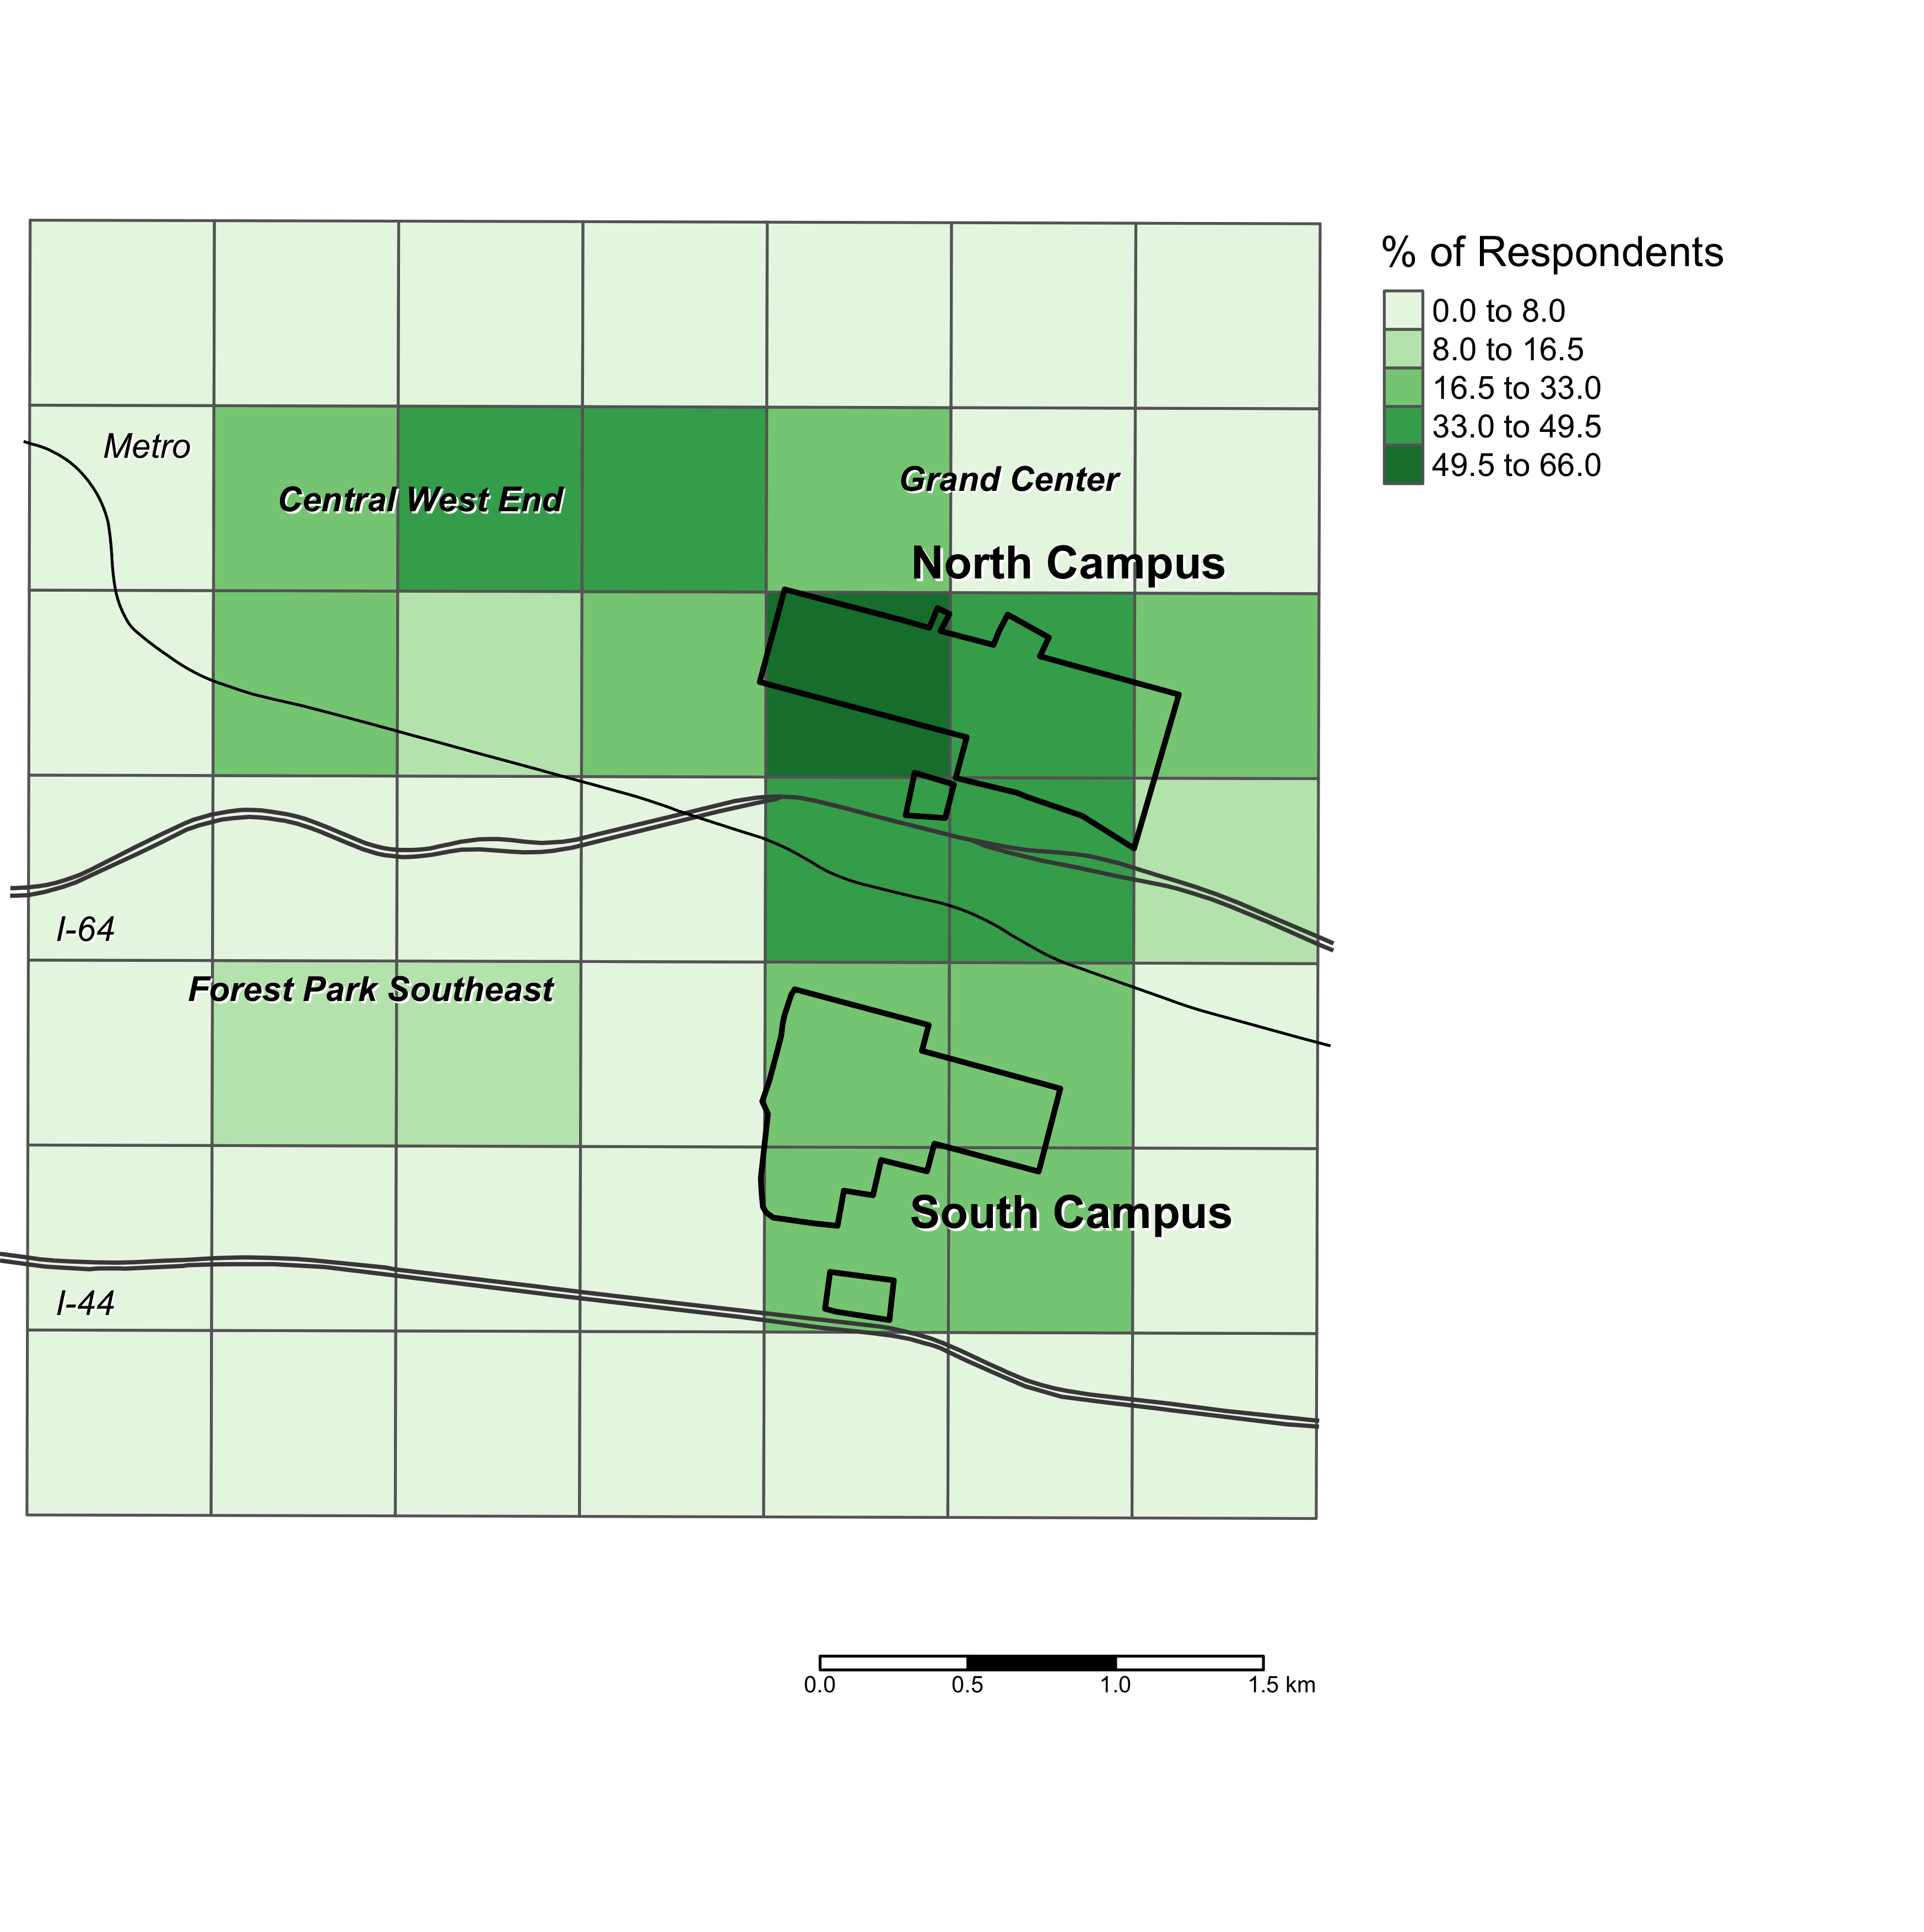 % of Respondents
0.0 to 8.0
8.0 to 16.5
16.5 to 33.0
33.0 to 49.5
49.5 to 66.0
Metro
Central West End
Grand Center
North Campus
I-64
Forest Park Southeast
South Campus
I-44
0.0 0.5 1.0 1.5 km